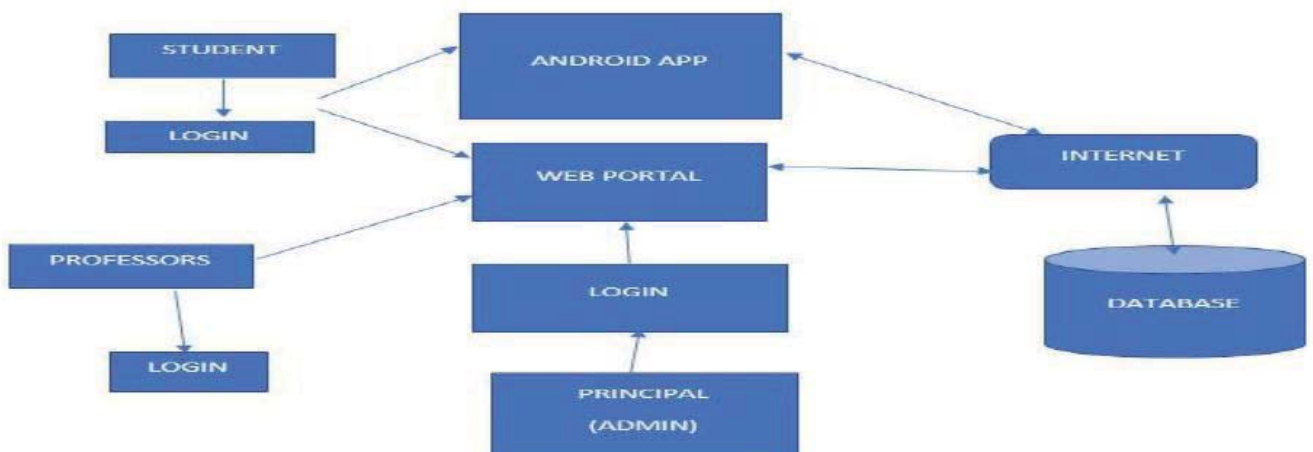 STUDENT
ANDROID APP
LOGIN
INTERNET
WEB PORTAL
PROFESSORS
LOGIN
DATABASE
LOGIN
PRINCIPAL
(ADMIN)